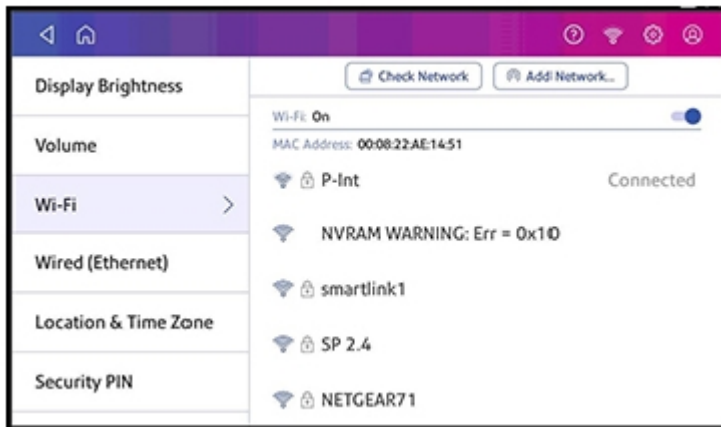 Check Network
Add Network...
Display Brightness
Volume
Wi-Fi
Wired (Ethernet)
Location & Time Zone
Security PIN
Wi-Fi: On
MAC Address: 00:08:22:AE:14:51
P-Int
Connected
NVRAM WARNING: Err = 0x10
smartlink1
SP 2.4
NETGEAR71